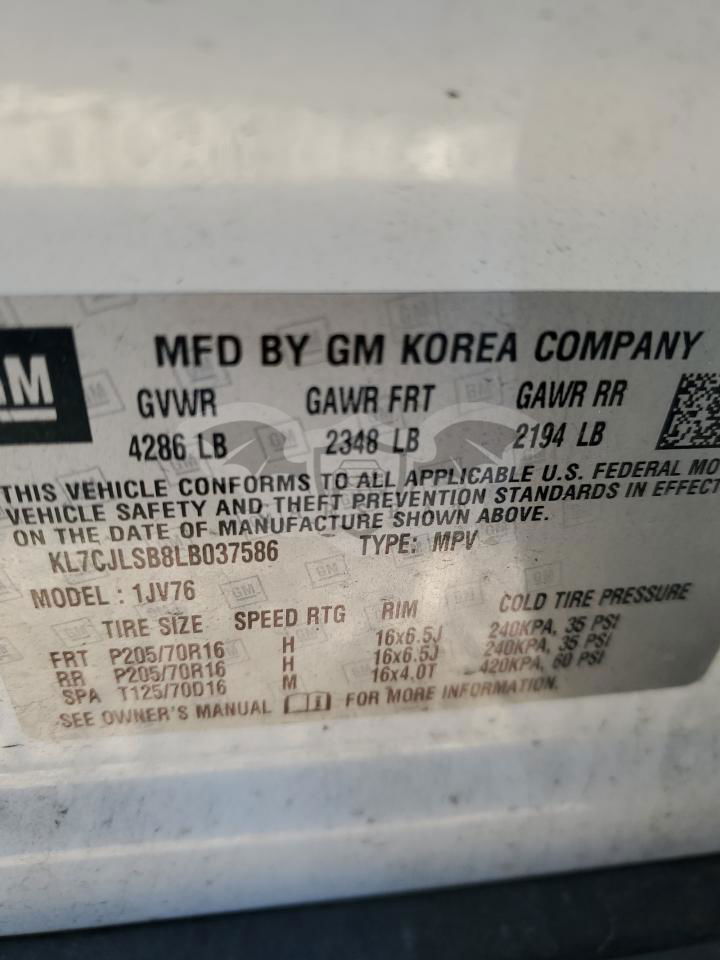 GM
MFD BY GM KOREA COMPANY
GVWR GAWR FRT GAWR RR
4286 LB 2348 LB 2194 LB
THIS VEHICLE CONFORMS TO ALL APPLICABLE U.S. FEDERAL MO
VEHICLE SAFETY AND THEFT PREVENTION STANDARDS IN EFFECT
ON THE DATE OF MANUFACTURE SHOWN ABOVE.
KL7CJLSB8LB037586 TYPE: MPV
MODEL : 1JV76
TIRE SIZE SPEED RTG RIM COLD TIRE PRESSURE
FRT P205/70R16 H 16x6.5J 240KPA, 35 PSI
RR P205/70R16 H 16x6.5J 240KPA, 35 PSI
SPA T125/70D16 M 16x4.0T 420KPA, 60 PSI
SEE OWNER'S MANUAL FOR MORE INFORMATION.